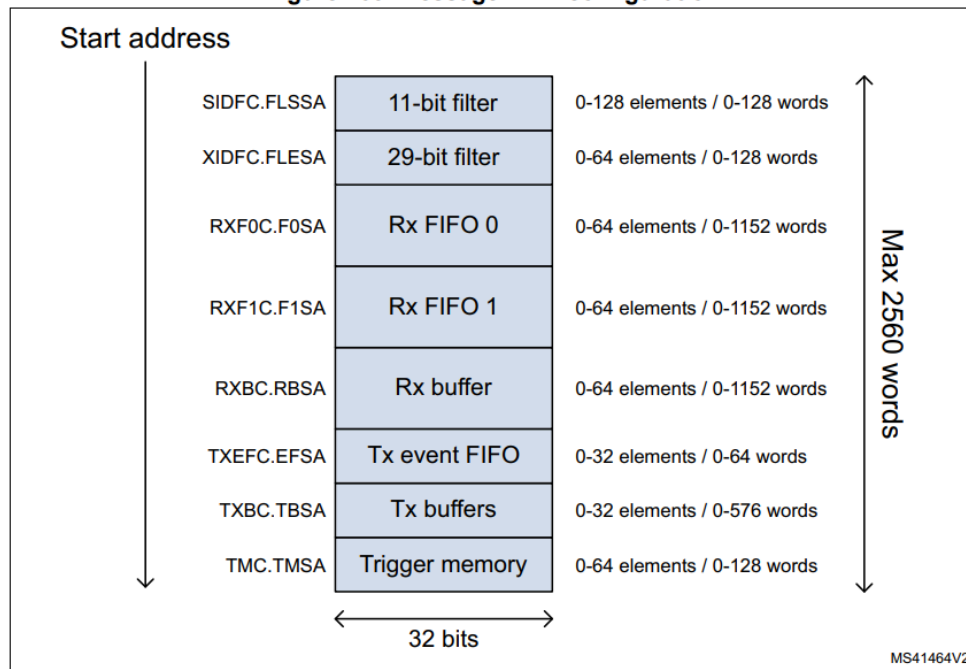 Start address
SIDFC.FLSSA 11-bit filter 0-128 elements / 0-128 words
XIDFC.FLESA 29-bit filter 0-64 elements / 0-128 words
RXF0C.F0SA Rx FIFO 0 0-64 elements / 0-1152 words
RXF1C.F1SA Rx FIFO 1 0-64 elements / 0-1152 words
RXBC.RBSA Rx buffer 0-64 elements / 0-1152 words
TXEFC.EFSA Tx event FIFO 0-32 elements / 0-64 words
TXBC.TBSA Tx buffers 0-32 elements / 0-576 words
TMC.TMSA Trigger memory 0-64 elements / 0-128 words
Max 2560 words
32 bits
MS41464V2